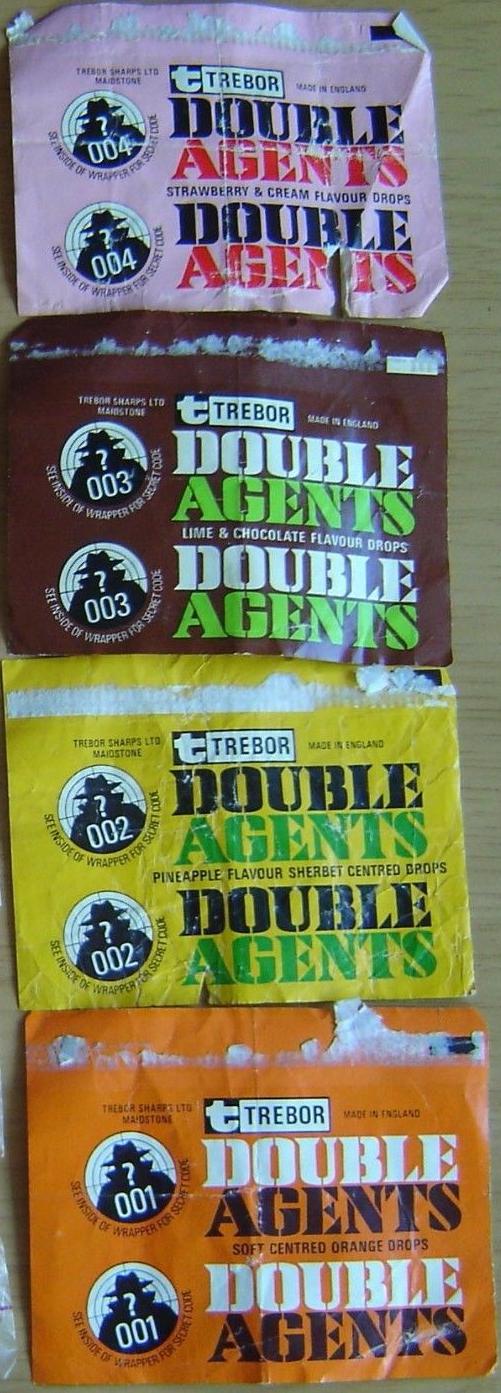 TREBOR SHARPS LTD
MAIDSTONE
t TREBOR
MADE IN ENGLAND
?
004
SEE INSIDE OF WRAPPER FOR SECRET CODE
DOUBLE
AGENTS
STRAWBERRY & CREAM FLAVOUR DROPS
?
004
SEE INSIDE OF WRAPPER FOR SECRET CODE
DOUBLE
AGENTS
TREBOR SHARPS LTD
MAIDSTONE
t TREBOR
MADE IN ENGLAND
?
003
SEE INSIDE OF WRAPPER FOR SECRET CODE
DOUBLE
AGENTS
LIME & CHOCOLATE FLAVOUR DROPS
?
003
SEE INSIDE OF WRAPPER FOR SECRET CODE
DOUBLE
AGENTS
TREBOR SHARPS LTD
MAIDSTONE
t TREBOR
MADE IN ENGLAND
?
002
SEE INSIDE OF WRAPPER FOR SECRET CODE
DOUBLE
AGENTS
PINEAPPLE FLAVOUR SHERBET CENTRED DROPS
?
002
SEE INSIDE OF WRAPPER FOR SECRET CODE
DOUBLE
AGENTS
TREBOR SHARPS LTD
MAIDSTONE
t TREBOR
MADE IN ENGLAND
?
001
SEE INSIDE OF WRAPPER FOR SECRET CODE
DOUBLE
AGENTS
SOFT CENTRED ORANGE DROPS
?
001
SEE INSIDE OF WRAPPER FOR SECRET CODE
DOUBLE
AGENTS